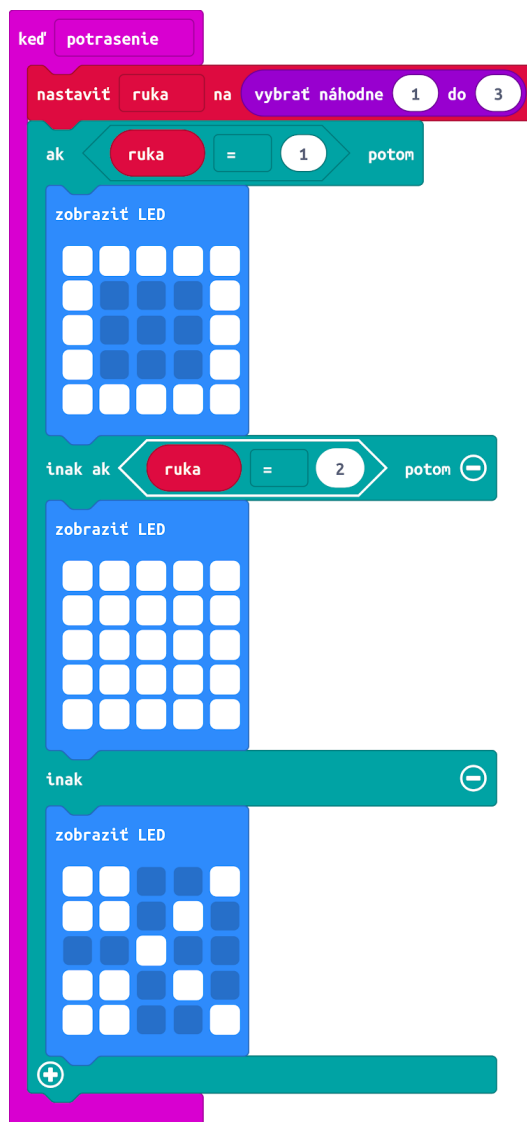 keď potrasenie
nastaviť ruka na vybrať náhodne 1 do 3
ak ruka = 1 potom
zobraziť LED
inak ak ruka = 2 potom
zobraziť LED
inak
zobraziť LED